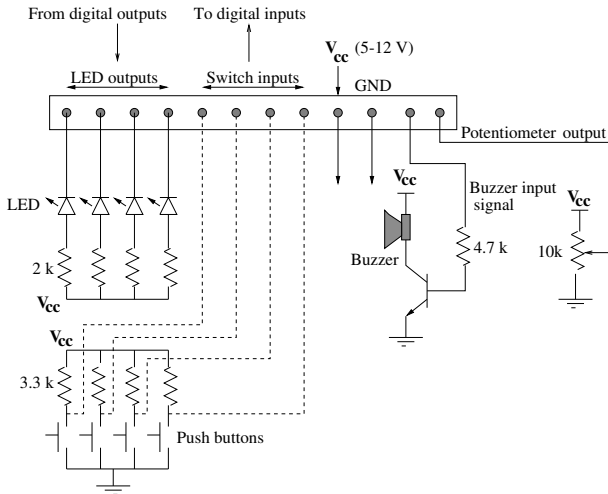 From digital outputs
To digital inputs
Vcc (5-12 V)
LED outputs
Switch inputs
GND
Potentiometer output
LED
Vcc
Buzzer input
signal
Vcc
Buzzer
4.7 k
10k
2 k
Vcc
Vcc
3.3 k
Push buttons